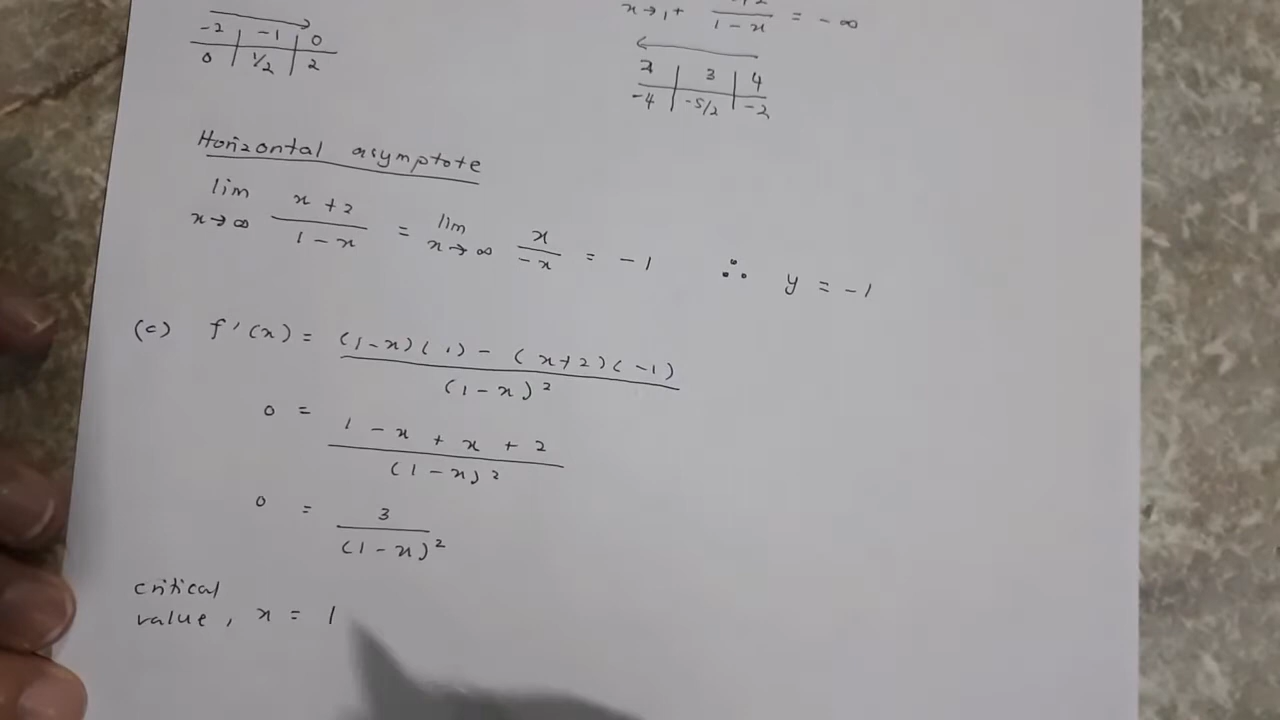 -2 | -1 | 0
0 | 1/2 | 2
x → 1⁺ / 1 - x = - ∞
2 | 3 | 4
-4 | -5/2 | -2
Horizontal asymptote
lim x→∞ (x + 2)/(1 - x) = lim x→∞ x/(-x) = -1 ∴ y = -1
(c) f'(x) = ((1-x)(1) - (x+2)(-1))/(1-x)²
0 = (1 - x + x + 2)/(1-x)²
0 = 3/(1-x)²
critical
value, x = 1